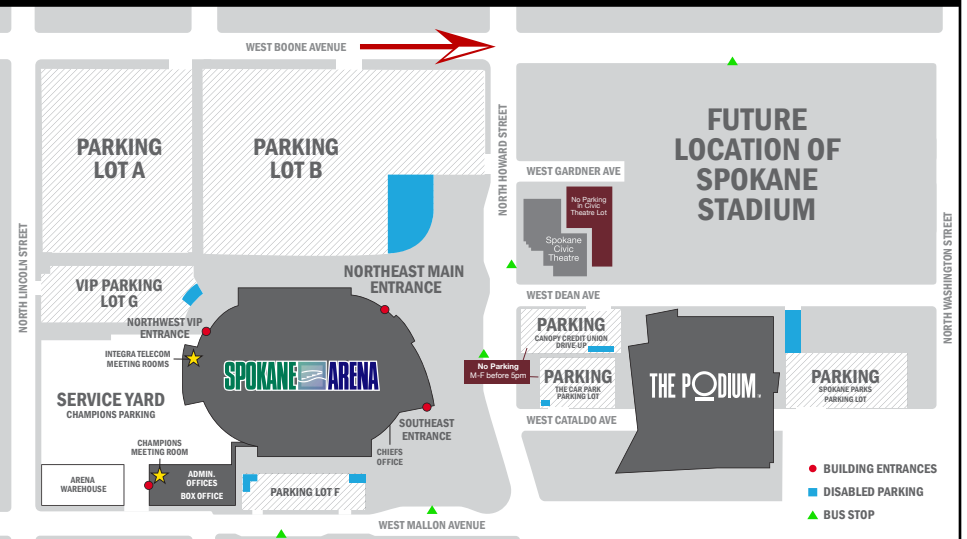 WEST BOONE AVENUE
PARKING
LOT A
PARKING
LOT B
FUTURE
LOCATION OF
SPOKANE
STADIUM
NORTH HOWARD STREET
WEST GARDNER AVE
No Parking
in Civic
Theatre Lot
Spokane
Civic
Theatre
NORTH LINCOLN STREET
NORTH WASHINGTON STREET
VIP PARKING
LOT G
NORTHEAST MAIN
ENTRANCE
WEST DEAN AVE
NORTHWEST VIP
ENTRANCE
INTEGRA TELECOM
MEETING ROOMS
SPOKANE ARENA
PARKING
CANOPY CREDIT UNION
DRIVE-UP
No Parking
M-F before 5pm
PARKING
THE CAR PARK
PARKING LOT
THE PODIUM
PARKING
SPOKANE PARKS
PARKING LOT
SERVICE YARD
CHAMPIONS PARKING
SOUTHEAST
ENTRANCE
WEST CATALDO AVE
CHIEFS
OFFICE
CHAMPIONS
MEETING ROOM
ARENA
WAREHOUSE
ADMIN.
OFFICES
BOX OFFICE
PARKING LOT F
WEST MALLON AVENUE
BUILDING ENTRANCES
DISABLED PARKING
BUS STOP